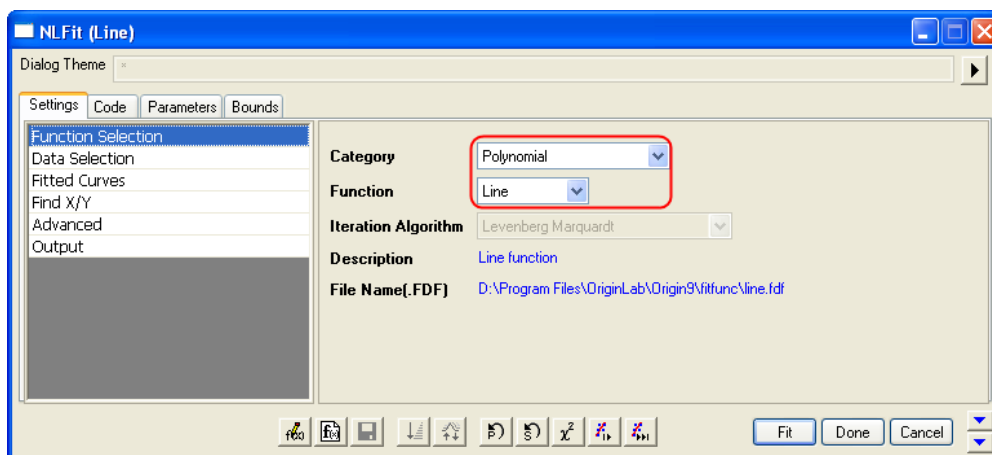 NLFit (Line)
Dialog Theme *
Settings Code Parameters Bounds
Function Selection
Data Selection
Fitted Curves
Find X/Y
Advanced
Output
Category Polynomial
Function Line
Iteration Algorithm Levenberg Marquardt
Description Line function
File Name(.FDF) D:\Program Files\OriginLab\Origin9\fitfunc\line.fdf
Fit Done Cancel